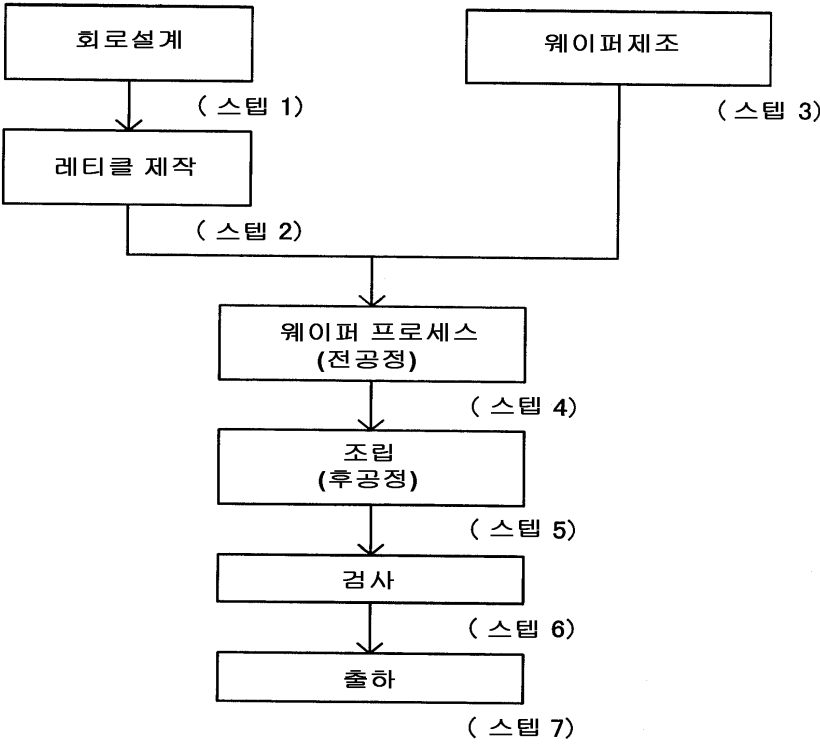 회로설계
웨이퍼제조
( 스텝 1)
( 스텝 3)
레티클 제작
( 스텝 2)
웨이퍼 프로세스
(전공정)
( 스텝 4)
조립
(후공정)
( 스텝 5)
검사
( 스텝 6)
출하
( 스텝 7)